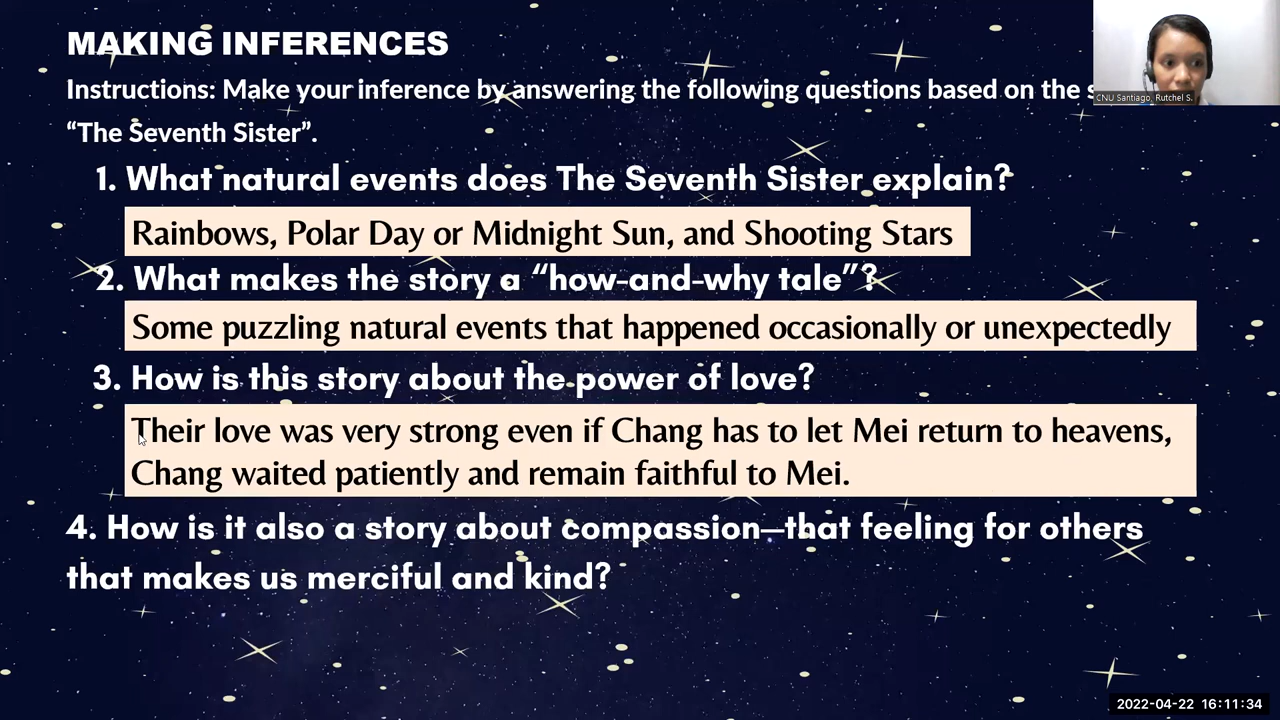 MAKING INFERENCES
Instructions: Make your inference by answering the following questions based on the
“The Seventh Sister”.
1. What natural events does The Seventh Sister explain?
Rainbows, Polar Day or Midnight Sun, and Shooting Stars
2. What makes the story a “how-and-why tale”?
Some puzzling natural events that happened occasionally or unexpectedly
3. How is this story about the power of love?
Their love was very strong even if Chang has to let Mei return to heavens,
Chang waited patiently and remain faithful to Mei.
4. How is it also a story about compassion—that feeling for others
that makes us merciful and kind?
CNU Santiago, Rutchel S.
2022-04-22 16:11:34